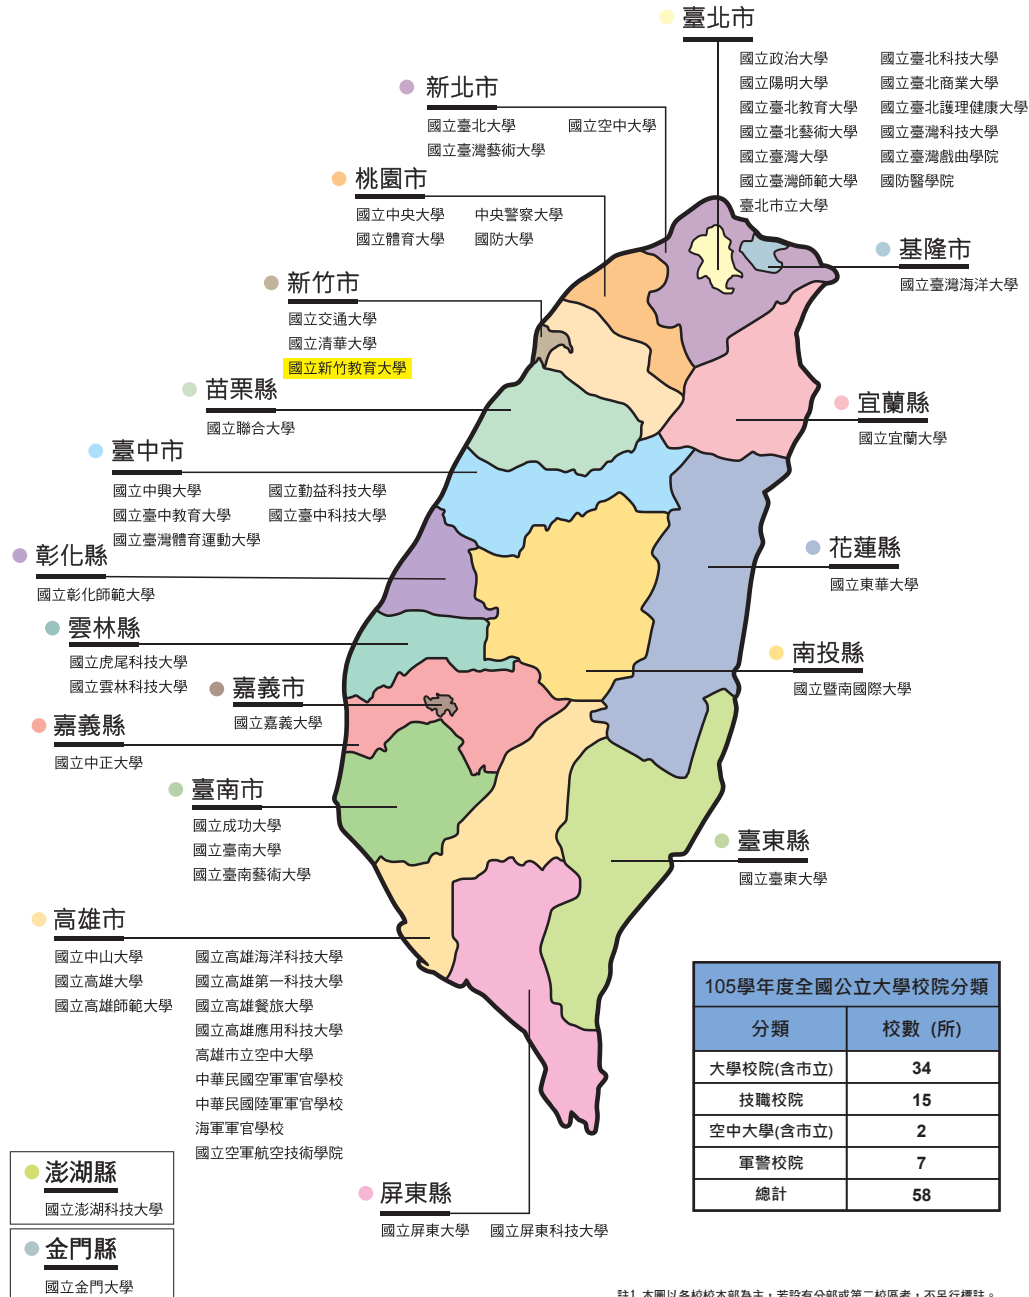 臺北市
國立政治大學
國立陽明大學
國立臺北教育大學
國立臺北藝術大學
國立臺灣大學
國立臺灣師範大學
臺北市立大學
國立臺北科技大學
國立臺北商業大學
國立臺北護理健康大學
國立臺灣科技大學
國立臺灣戲曲學院
國防醫學院
新北市
國立臺北大學
國立臺灣藝術大學
國立空中大學
桃園市
國立中央大學
國立體育大學
中央警察大學
國防大學
基隆市
國立臺灣海洋大學
新竹市
國立交通大學
國立清華大學
國立新竹教育大學
苗栗縣
國立聯合大學
宜蘭縣
國立宜蘭大學
臺中市
國立中興大學
國立臺中教育大學
國立臺灣體育運動大學
國立勤益科技大學
國立臺中科技大學
彰化縣
國立彰化師範大學
花蓮縣
國立東華大學
雲林縣
國立虎尾科技大學
國立雲林科技大學
南投縣
國立暨南國際大學
嘉義市
國立嘉義大學
嘉義縣
國立中正大學
臺南市
國立成功大學
國立臺南大學
國立臺南藝術大學
臺東縣
國立臺東大學
高雄市
國立中山大學
國立高雄大學
國立高雄師範大學
國立高雄海洋科技大學
國立高雄第一科技大學
國立高雄餐旅大學
國立高雄應用科技大學
高雄市立空中大學
中華民國空軍軍官學校
中華民國陸軍軍官學校
海軍軍官學校
國立空軍航空技術學院
105學年度全國公立大學校院分類
分類 校數 (所)
大學校院(含市立) 34
技職校院 15
空中大學(含市立) 2
軍警校院 7
總計 58
澎湖縣
國立澎湖科技大學
屏東縣
國立屏東大學 國立屏東科技大學
金門縣
國立金門大學
註1.本圖以各校校本部為主，若設有分部或第二校區者，不另行標註。